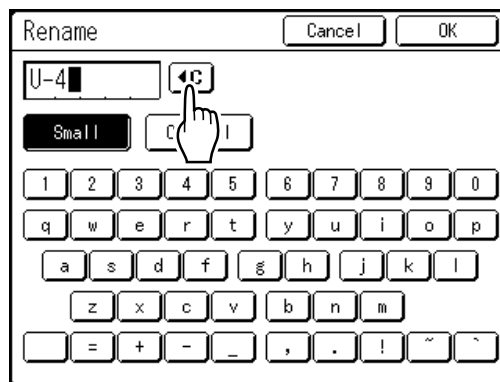 Rename Cancel OK
U-4 ◀C
Small
1 2 3 4 5 6 7 8 9 0
q w e r t y u i o p
a s d f g h j k l
z x c v b n m
= + - _ , . ! ~ `